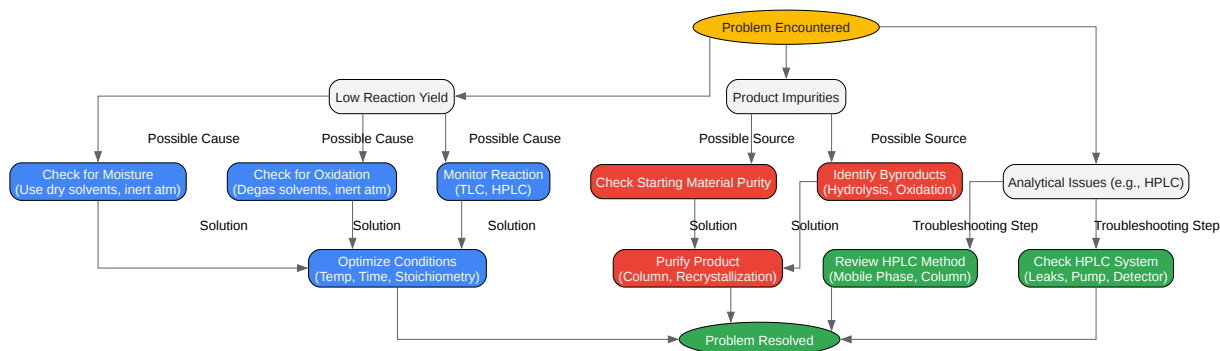 Problem Encountered
Low Reaction Yield
Product Impurities
Possible Cause
Possible Cause
Possible Cause
Possible Source
Possible Source
Check for Moisture
(Use dry solvents, inert atm)
Check for Oxidation
(Degas solvents, inert atm)
Monitor Reaction
(TLC, HPLC)
Check Starting Material Purity
Identify Byproducts
(Hydrolysis, Oxidation)
Analytical Issues (e.g., HPLC)
Solution
Solution
Solution
Solution
Solution
Troubleshooting Step
Troubleshooting Step
Optimize Conditions
(Temp, Time, Stoichiometry)
Purify Product
(Column, Recrystallization)
Review HPLC Method
(Mobile Phase, Column)
Check HPLC System
(Leaks, Pump, Detector)
Problem Resolved